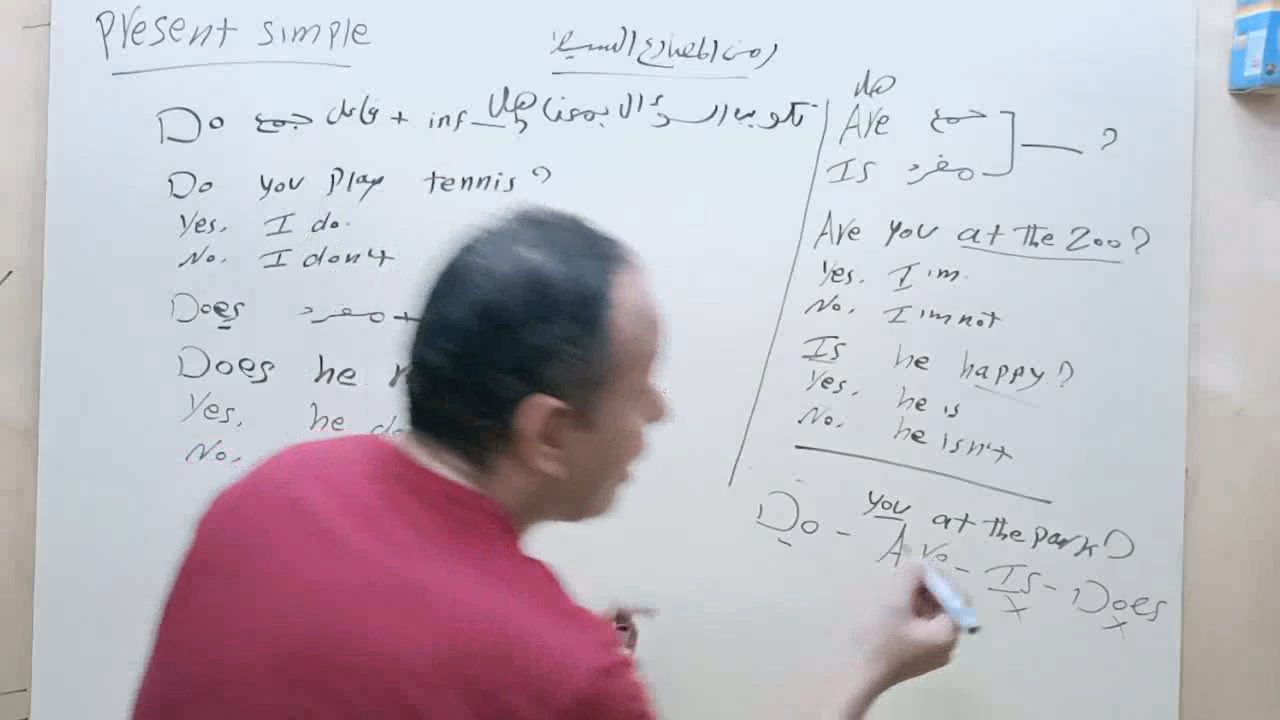 present simple
زمن المضارع البسيط
تكوين السؤال بمعنى هل
Do جمع فاعل + inf
Do you play tennis?
Yes, I do.
No, I don't
Does مفرد +
Does he
Yes, he do
No,
هل
Are جمع
Is مفرد ?
Are you at the zoo?
Yes, I'm.
No, I'm not
Is he happy?
Yes, he is
No, he isn't
you at the park?
Do - Are - Is - Does
x x